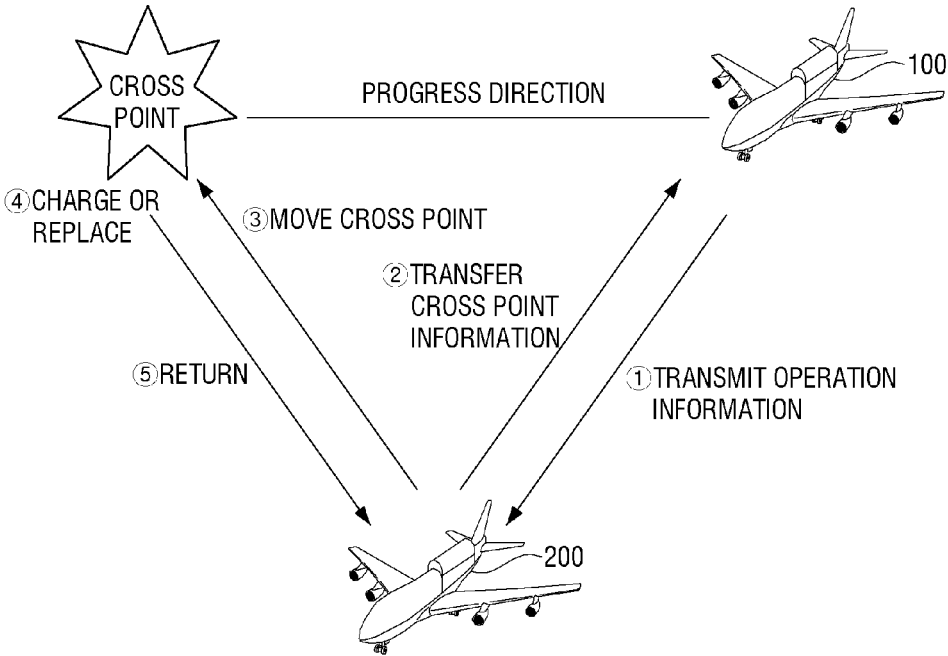 CROSS
POINT
PROGRESS DIRECTION
100
④CHARGE OR
REPLACE
③MOVE CROSS POINT
②TRANSFER
CROSS POINT
INFORMATION
⑤RETURN
①TRANSMIT OPERATION
INFORMATION
200